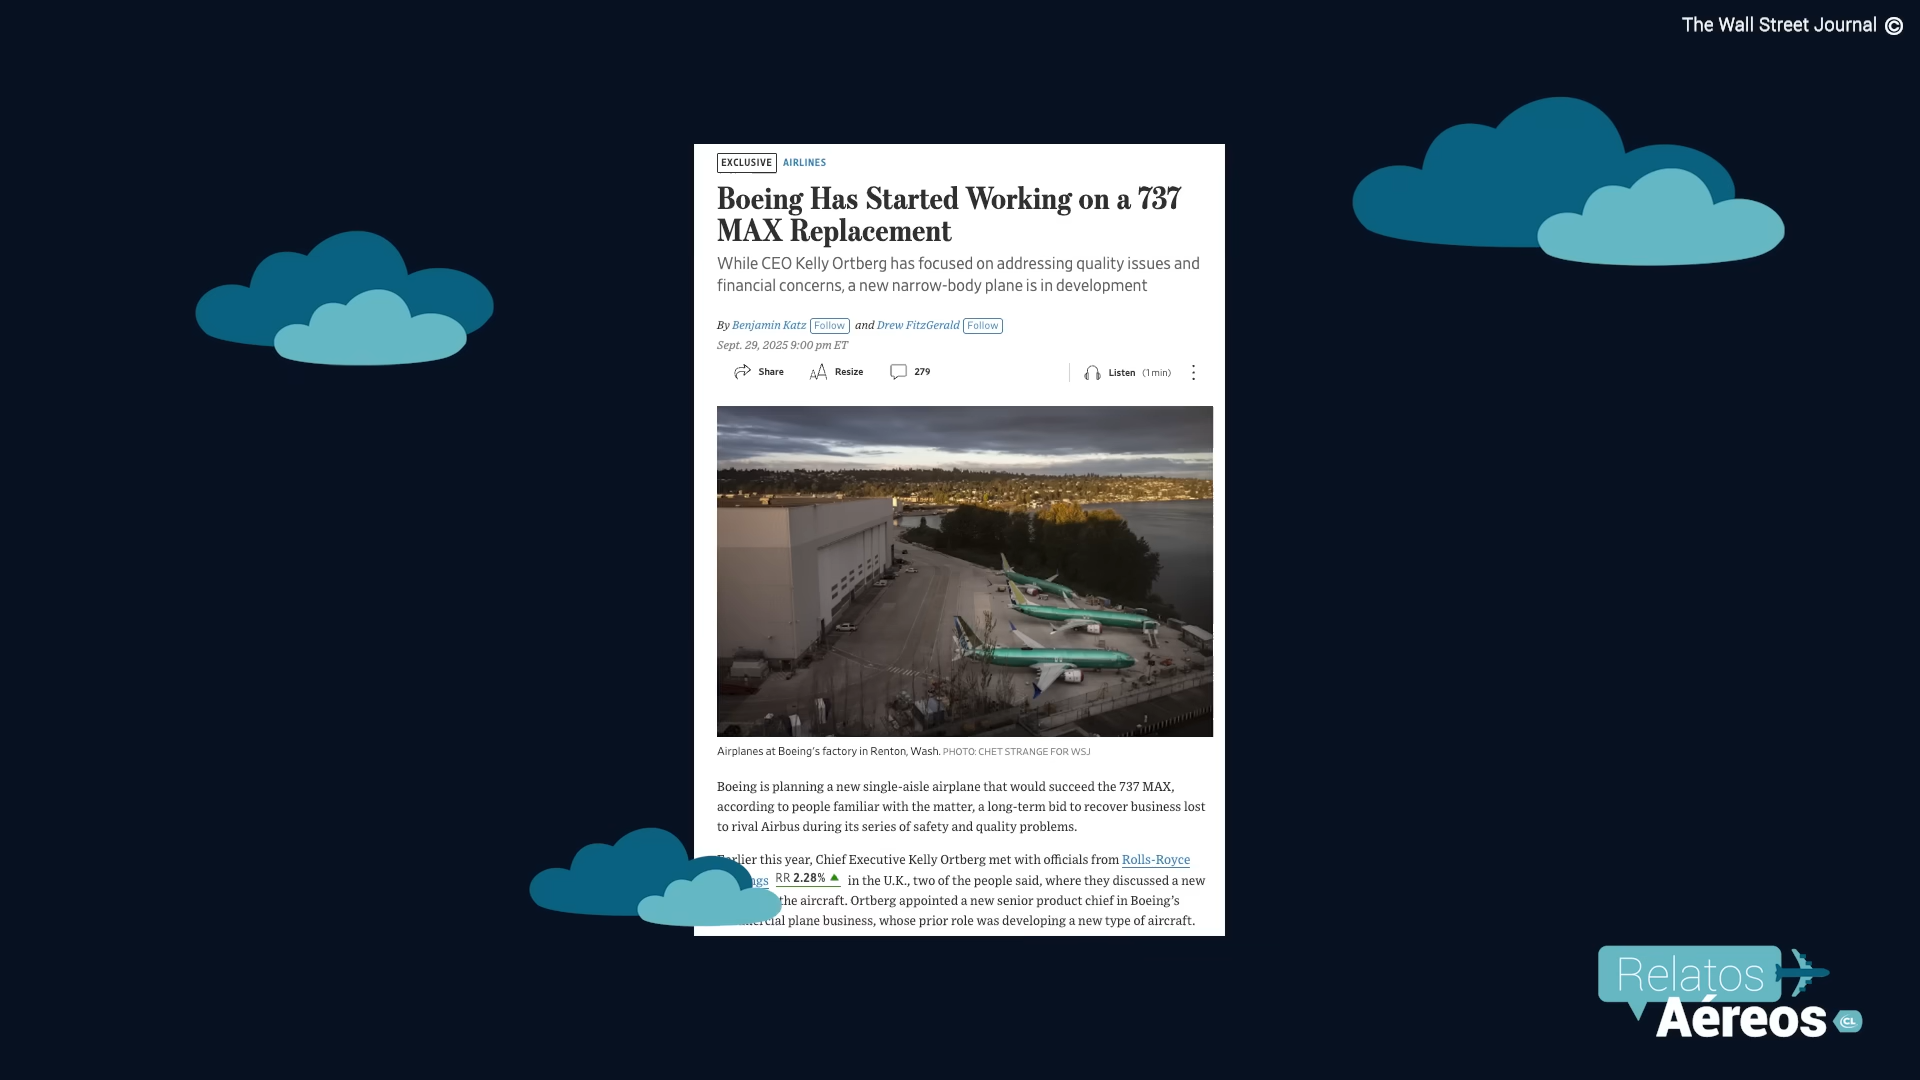 The Wall Street Journal ©
EXCLUSIVE AIRLINES
Boeing Has Started Working on a 737
MAX Replacement
While CEO Kelly Ortberg has focused on addressing quality issues and
financial concerns, a new narrow-body plane is in development
By Benjamin Katz Follow and Drew FitzGerald Follow
Sept. 29, 2025 9:00 pm ET
Share Resize 279 Listen (1 min)
Airplanes at Boeing's factory in Renton, Wash. PHOTO: CHET STRANGE FOR WSJ
Boeing is planning a new single-aisle airplane that would succeed the 737 MAX,
according to people familiar with the matter, a long-term bid to recover business lost
to rival Airbus during its series of safety and quality problems.
Earlier this year, Chief Executive Kelly Ortberg met with officials from Rolls-Royce
RR 2.28% in the U.K., two of the people said, where they discussed a new
the aircraft. Ortberg appointed a new senior product chief in Boeing's
plane business, whose prior role was developing a new type of aircraft.
Relatos
Aéreos CL